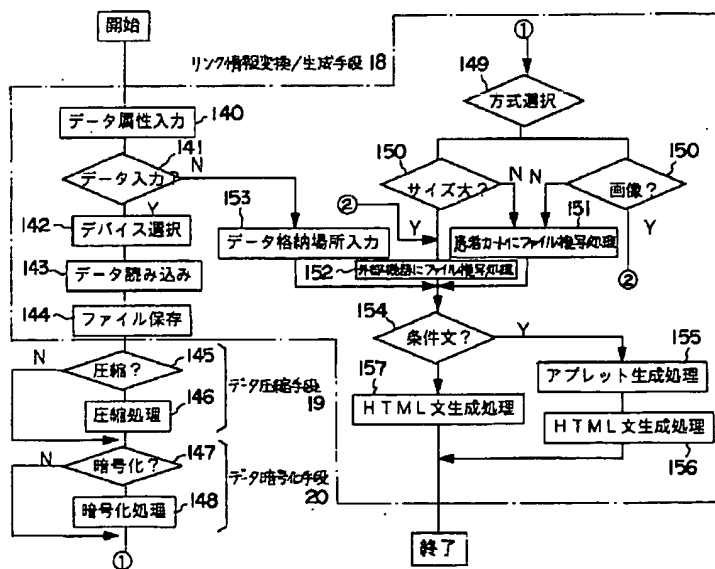 開始
リンク情報変換/生成手段 18
データ属性入力 140
141
データ入力?
N
Y
142 デバイス選択
143 データ読み込み
144 ファイル保存
N
圧縮? 145
圧縮処理 146
データ圧縮手段
19
N
暗号化? 147
暗号化処理 148
データ暗号化手段
20
①
①
149
方式選択
150
サイズ大?
N
N
150
画像?
153
データ格納場所入力
②
Y
151
患者カートにファイル複写処理
Y
②
152 外部機器にファイル複写処理
154
条件文?
Y
155
アプレット生成処理
157
HTML文生成処理
HTML文生成処理
156
終了